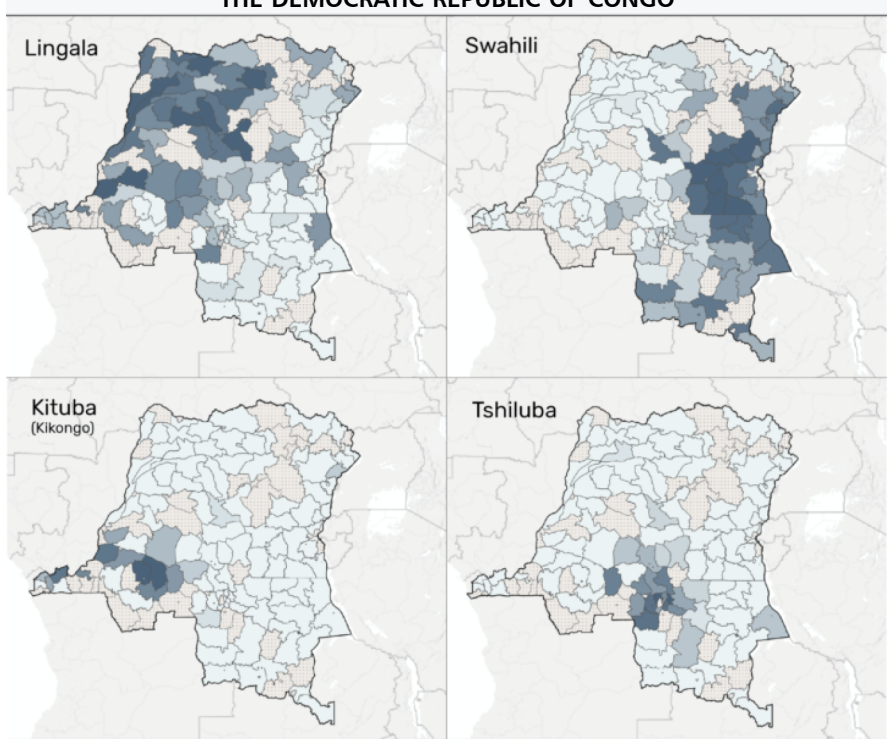 THE DEMOCRATIC REPUBLIC OF CONGO
Lingala
Swahili
Kituba
(Kikongo)
Tshiluba